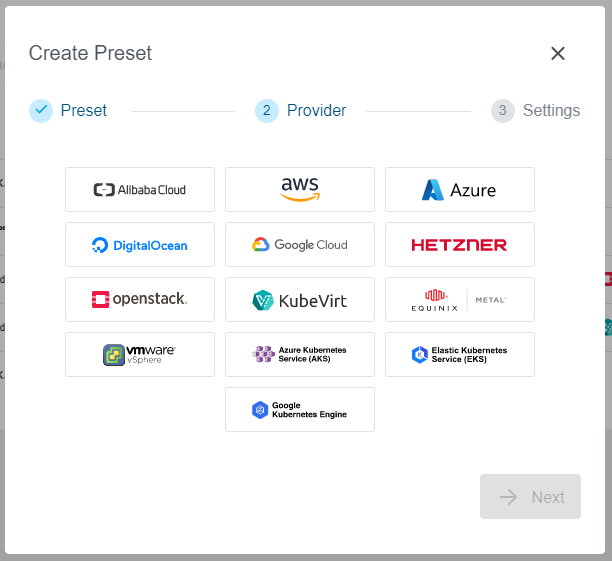 Create Preset
Preset
2 Provider
3 Settings
Alibaba Cloud
aws
Azure
DigitalOcean
Google Cloud
HETZNER
openstack.
KubeVirt
EQUINIX METAL™
vmware®
vSphere
Azure Kubernetes
Service (AKS)
Elastic Kubernetes
Service (EKS)
Google
Kubernetes Engine
Next